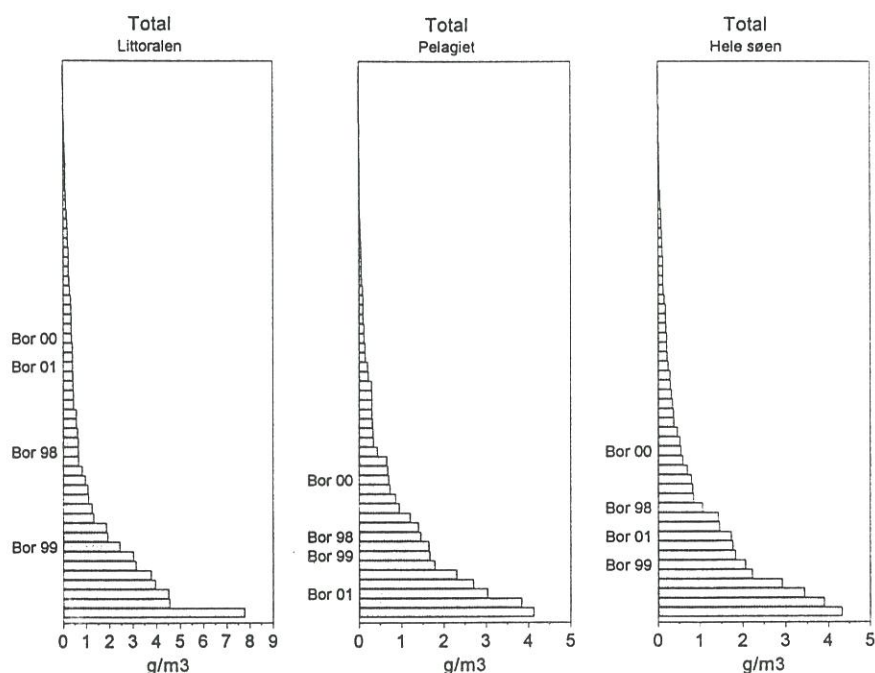 Total
Littoralen
Bor 00
Bor 01
Bor 98
Bor 99
0 1 2 3 4 5 6 7 8 9
g/m3
Total
Pelagiet
Bor 00
Bor 98
Bor 99
Bor 01
0 1 2 3 4 5
g/m3
Total
Hele søen
Bor 00
Bor 98
Bor 01
Bor 99
0 1 2 3 4 5
g/m3